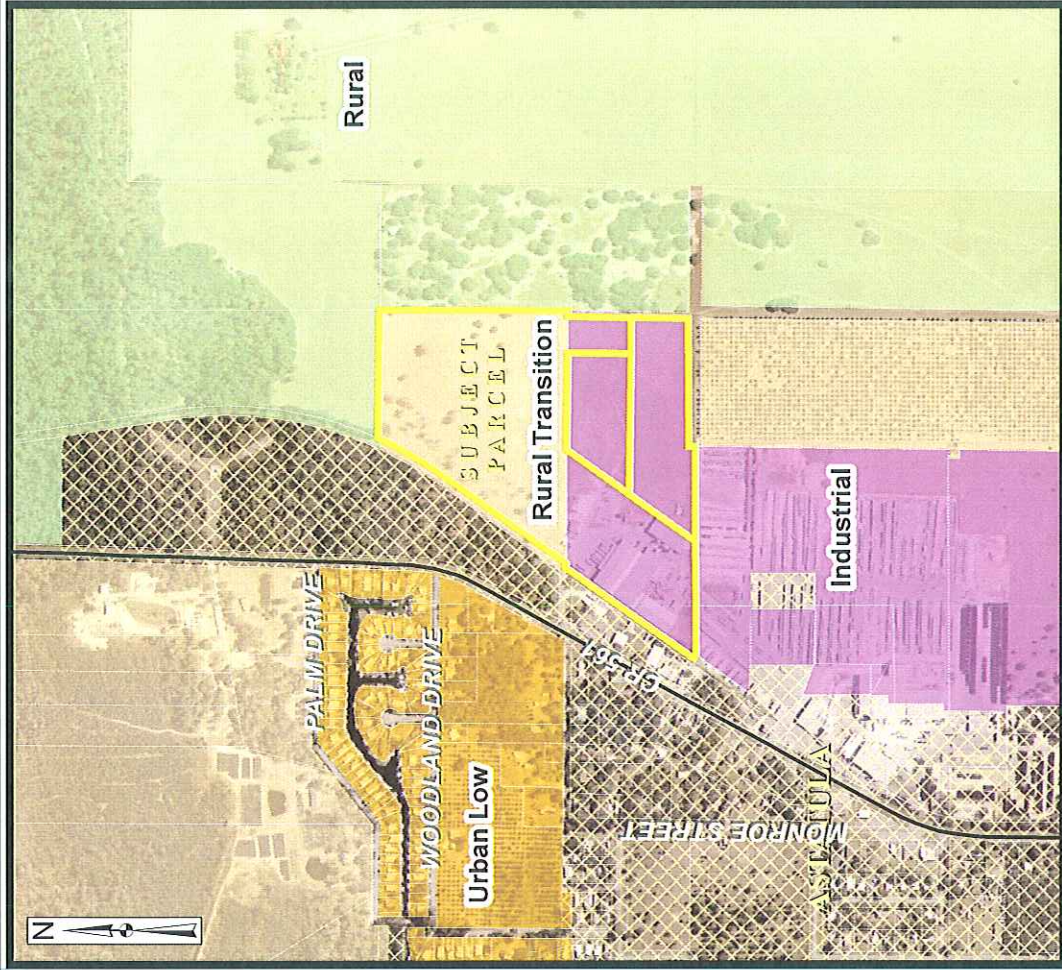 N
Rural
PALM DRIVE
SUBJECT
PARCEL
Rural Transition
WOODLAND DRIVE
Urban Low
CR 561
Industrial
MONROE STREET
ASTATULA